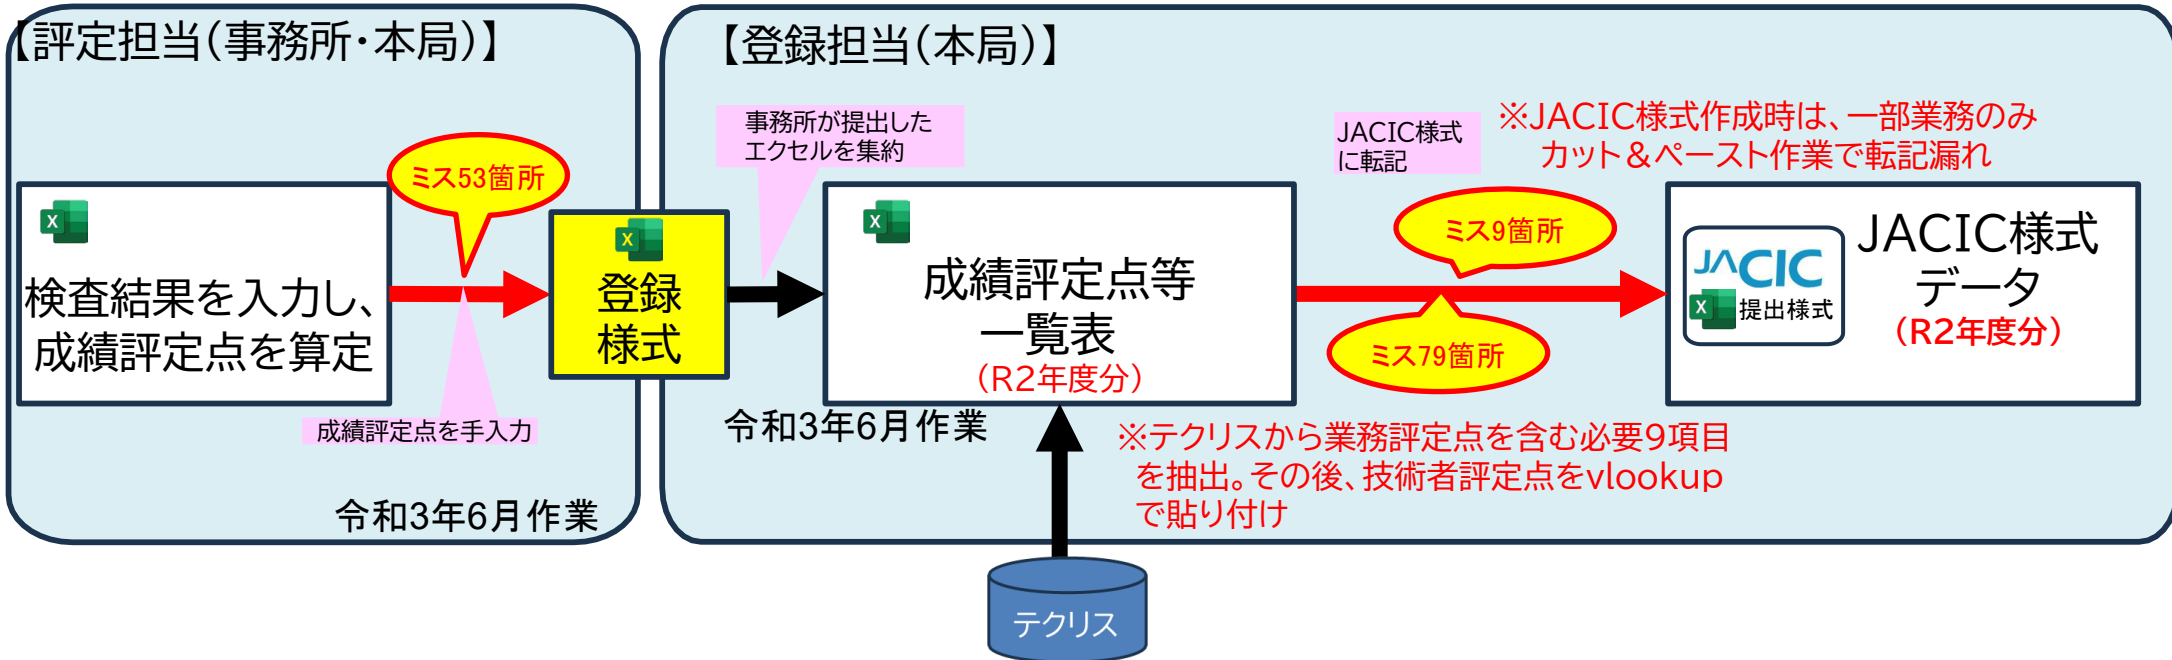 【評定担当(事務所・本局)】
ミス53箇所
検査結果を入力し、
成績評定点を算定
成績評定点を手入力
令和3年6月作業
登録
様式
【登録担当(本局)】
事務所が提出した
エクセルを集約
成績評定点等
一覧表
(R2年度分)
令和3年6月作業
JACIC様式
に転記
※JACIC様式作成時は、一部業務のみ
カット＆ペースト作業で転記漏れ
ミス9箇所
ミス79箇所
※テクリスから業務評定点を含む必要9項目
を抽出。その後、技術者評定点をvlookup
で貼り付け
JACIC
提出様式
JACIC様式
データ
(R2年度分)
テクリス